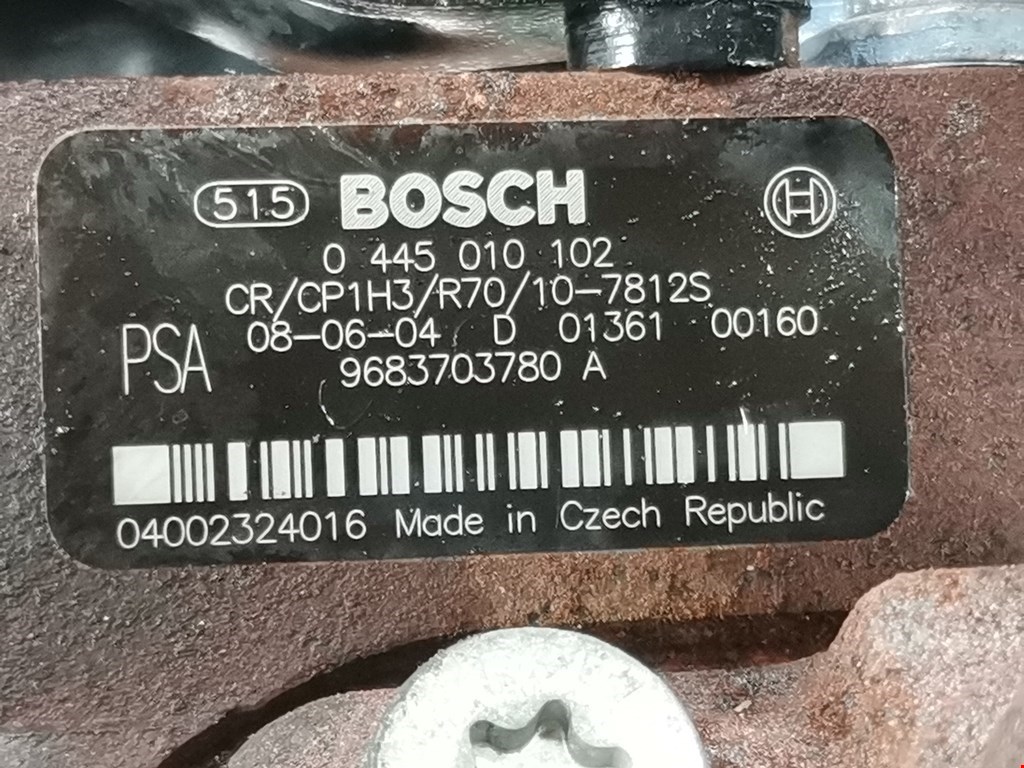 515 BOSCH
0 445 010 102
CR/CP1H3/R70/10-7812S
08-06-04 D 01361 00160
PSA 9683703780 A
04002324016 Made in Czech Republic